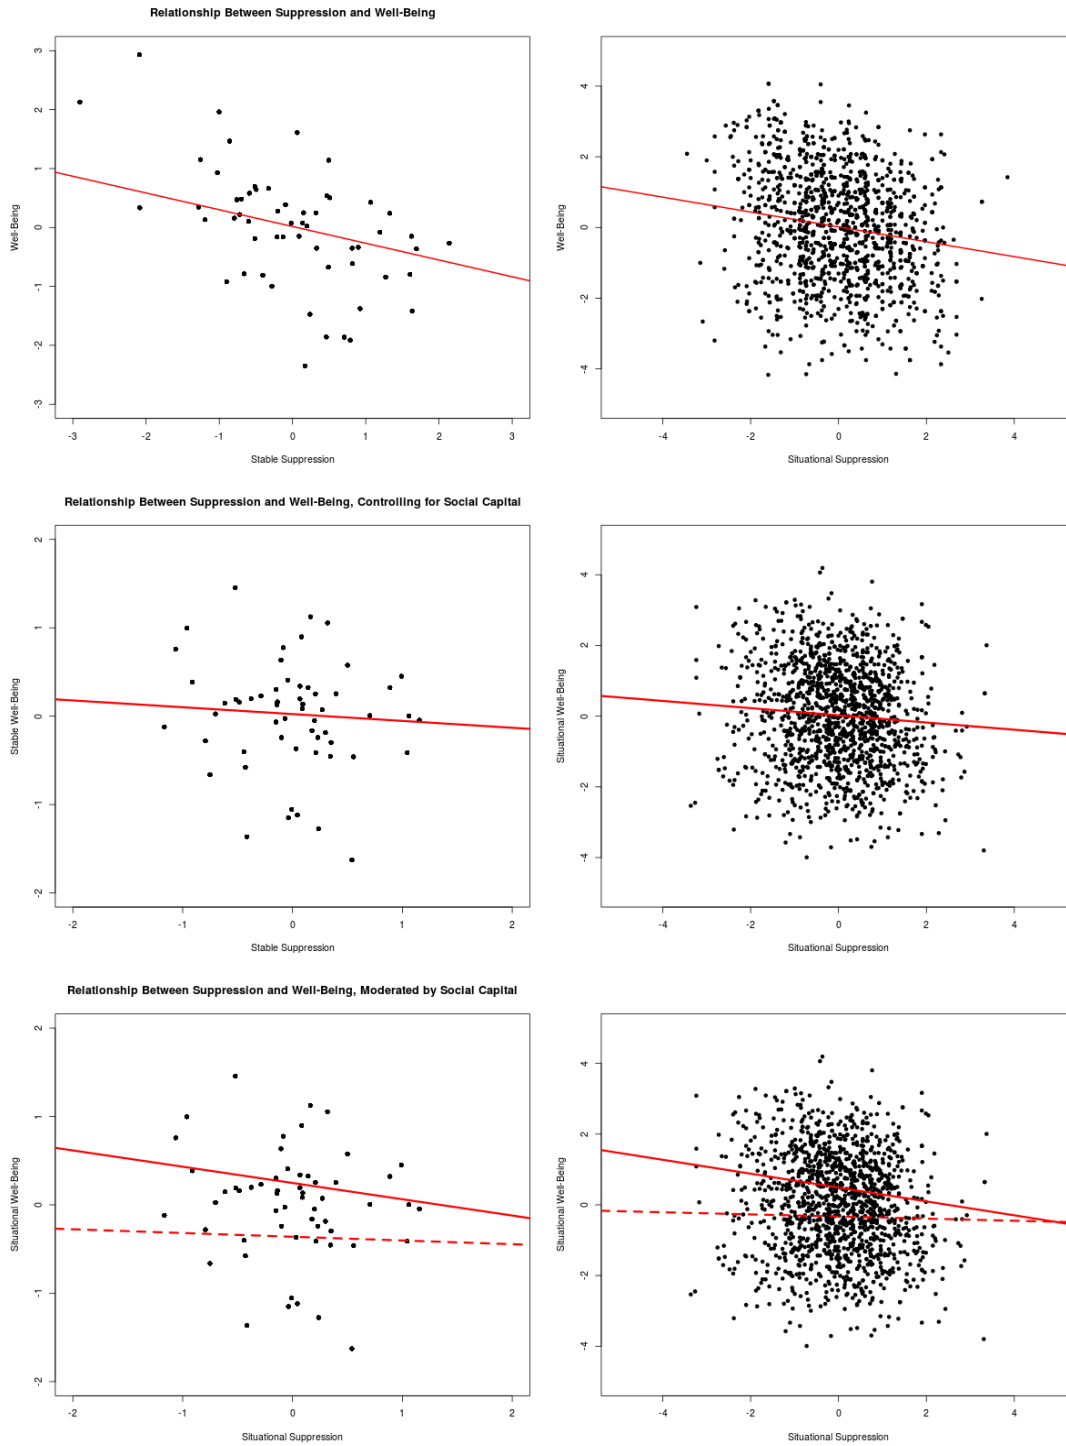 Relationship Between Suppression and Well-Being
3
2
1
0
-1
-2
-3
Well-Being
-3 -2 -1 0 1 2 3
Stable Suppression
4
2
0
-2
-4
Well-Being
-4 -2 0 2 4
Situational Suppression
Relationship Between Suppression and Well-Being, Controlling for Social Capital
2
1
0
-1
-2
Stable Well-Being
-2 -1 0 1 2
Stable Suppression
4
2
0
-2
-4
Situational Well-Being
-4 -2 0 2 4
Situational Suppression
Relationship Between Suppression and Well-Being, Moderated by Social Capital
2
1
0
-1
-2
Situational Well-Being
-2 -1 0 1 2
Situational Suppression
4
2
0
-2
-4
Situational Well-Being
-4 -2 0 2 4
Situational Suppression